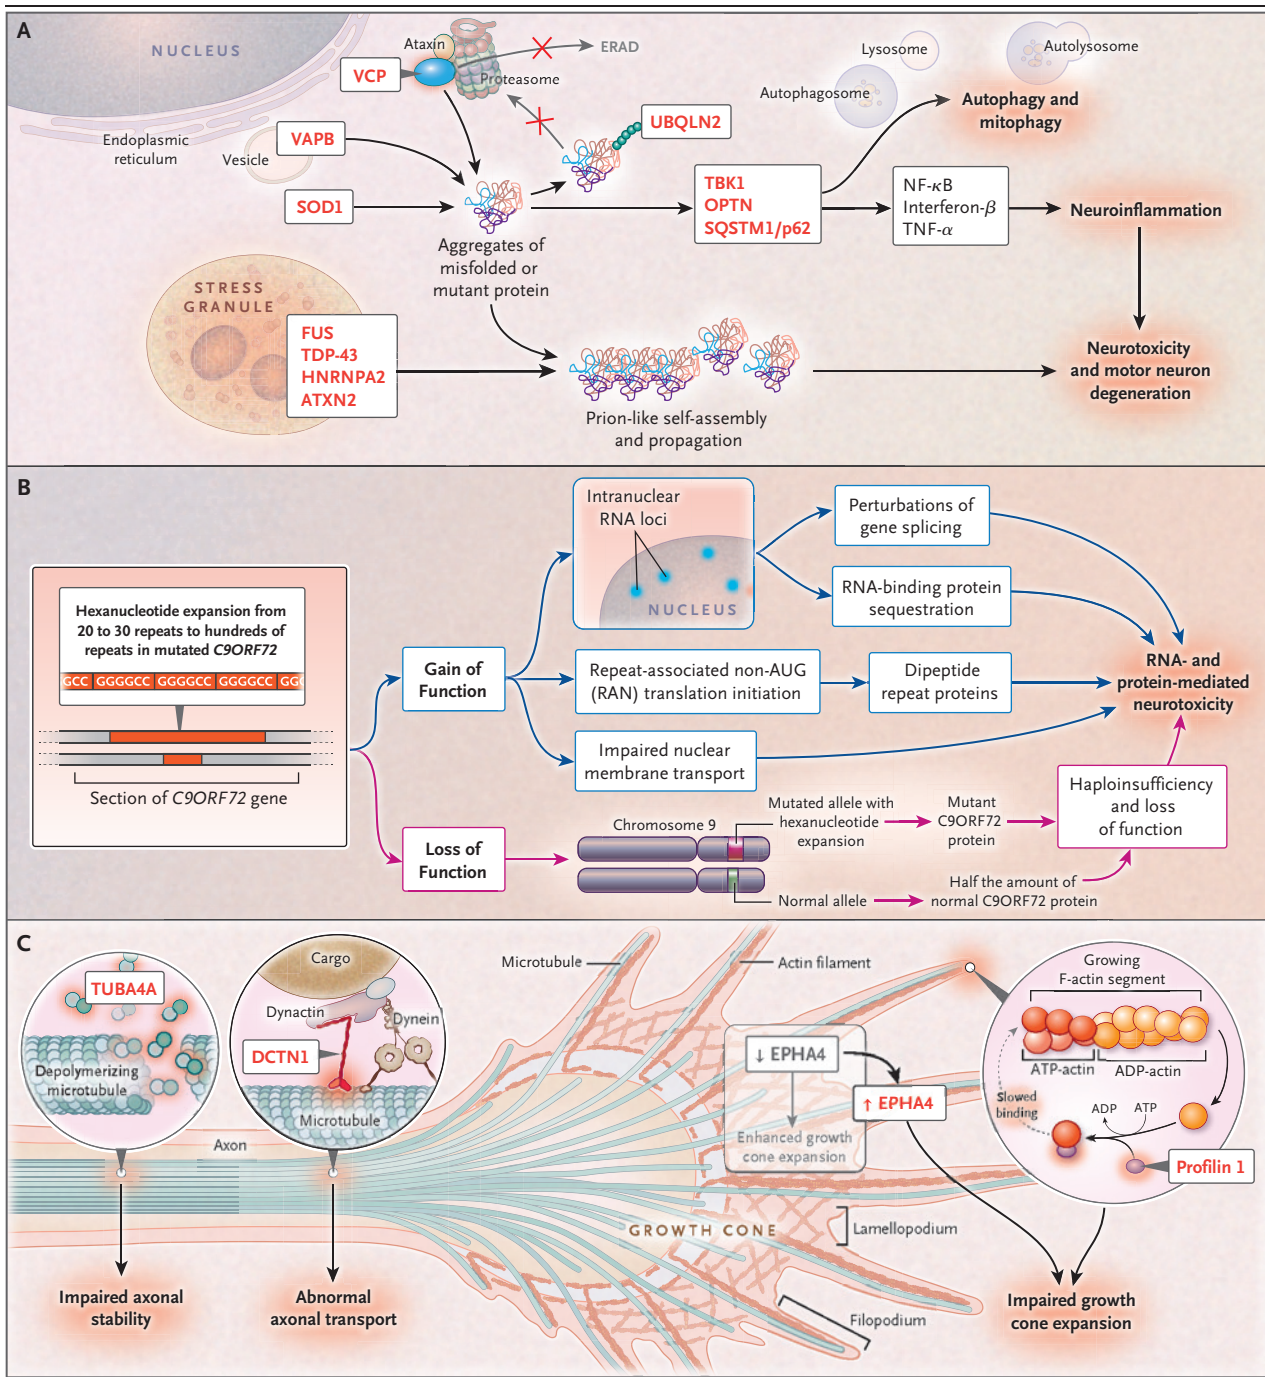 A
NUCLEUS
Ataxin
ERAD
VCP
Proteasome
Lysosome
Autolysosome
Autophagosome
Autophagy and
mitophagy
Endoplasmic
reticulum
Vesicle
VAPB
UBQLN2
SOD1
TBK1
OPTN
SQSTM1/p62
NF-κB
Interferon-β
TNF-α
Neuroinflammation
Aggregates of
misfolded or
mutant protein
STRESS
GRANULE
FUS
TDP-43
HNRNPA2
ATXN2
Prion-like self-assembly
and propagation
Neurotoxicity
and motor neuron
degeneration
B
Hexanucleotide expansion from
20 to 30 repeats to hundreds of
repeats in mutated C9ORF72
GCC GGGGCC GGGGCC GGGGCC GGC
Section of C9ORF72 gene
Gain of
Function
Loss of
Function
Intranuclear
RNA loci
NUCLEUS
Perturbations of
gene splicing
RNA-binding protein
sequestration
Repeat-associated non-AUG
(RAN) translation initiation
Dipeptide
repeat proteins
Impaired nuclear
membrane transport
RNA- and
protein-mediated
neurotoxicity
Chromosome 9
Mutated allele with
hexanucleotide
expansion
Mutant
C9ORF72
protein
Haploinsufficiency
and loss
of function
Normal allele
Half the amount of
normal C9ORF72 protein
C
TUBA4A
Depolymerizing
microtubule
Cargo
Dynactin
Dynein
DCTN1
Microtubule
Axon
Impaired axonal
stability
Abnormal
axonal transport
Microtubule
Actin filament
↓ EPHA4
↑ EPHA4
Enhanced growth
cone expansion
GROWTH CONE
Lamellopodium
Filopodium
Growing
F-actin segment
ATP-actin
ADP-actin
Slowed
binding
ADP
ATP
Profilin 1
Impaired growth
cone expansion